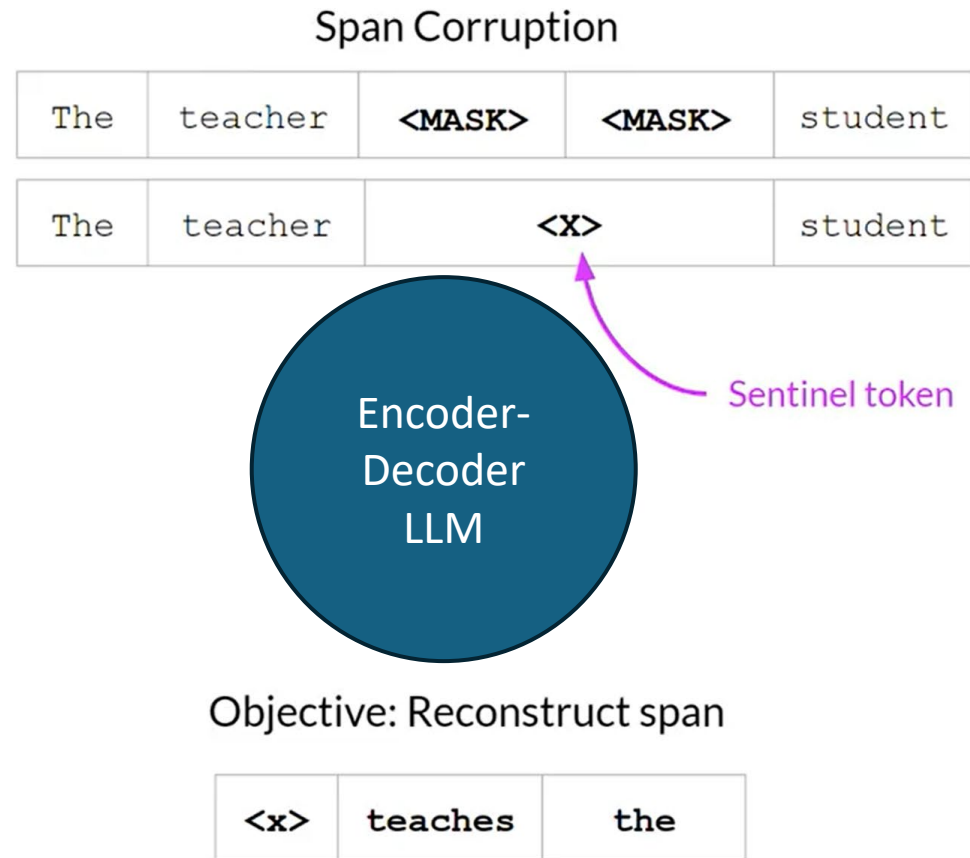 Span Corruption
The teacher <MASK> <MASK> student
The teacher <X> student
Sentinel token
Encoder-
Decoder
LLM
Objective: Reconstruct span
<x> teaches the